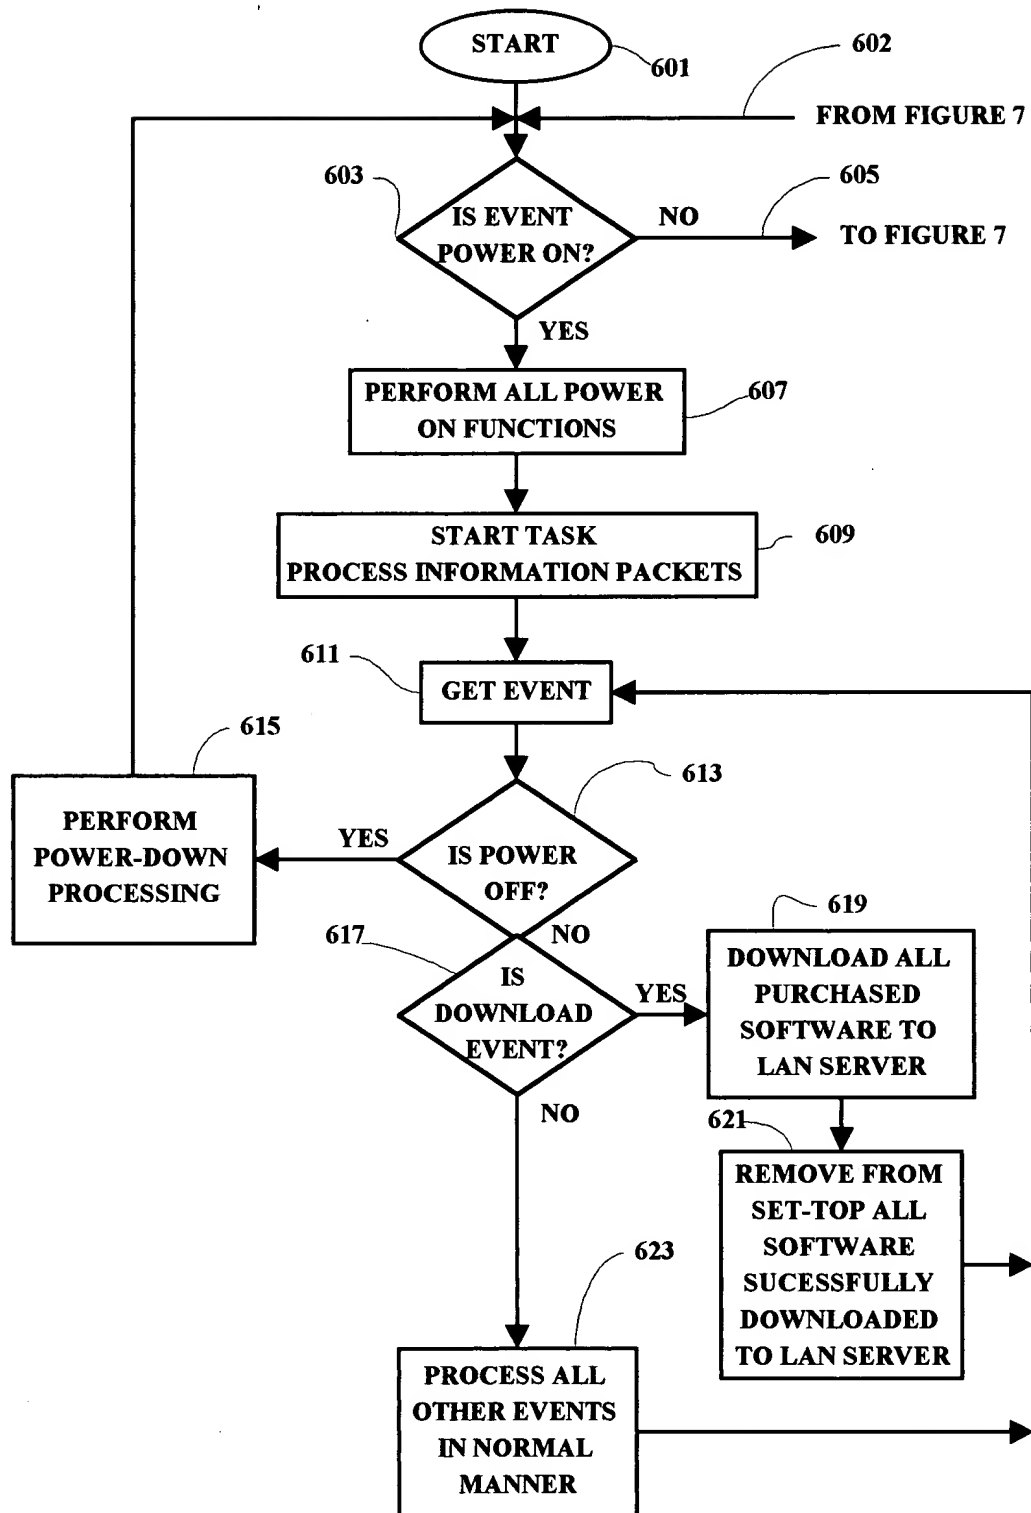 START
601
602
FROM FIGURE 7
603
IS EVENT
POWER ON?
NO
605
TO FIGURE 7
YES
PERFORM ALL POWER
ON FUNCTIONS
607
START TASK
PROCESS INFORMATION PACKETS
609
611
GET EVENT
615
PERFORM
POWER-DOWN
PROCESSING
YES
613
IS POWER
OFF?
NO
617
IS
DOWNLOAD
EVENT?
YES
619
DOWNLOAD ALL
PURCHASED
SOFTWARE TO
LAN SERVER
NO
621
REMOVE FROM
SET-TOP ALL
SOFTWARE
SUCESSFULLY
DOWNLOADED
TO LAN SERVER
623
PROCESS ALL
OTHER EVENTS
IN NORMAL
MANNER